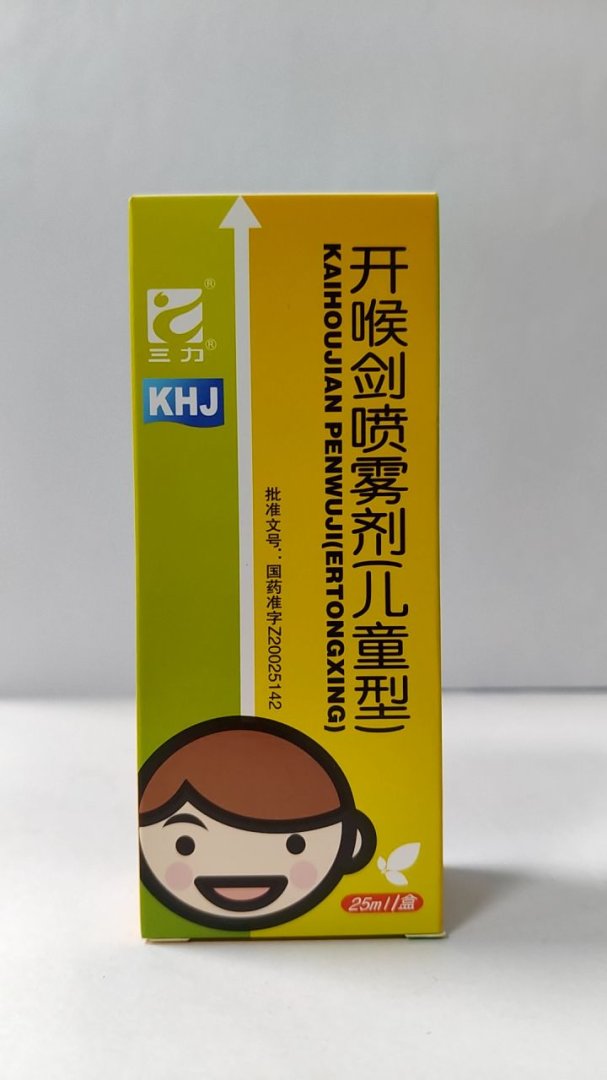 ®
三力®
KHJ
开喉剑喷雾剂(儿童型)
KAIHOUJIAN PENWUJI(ERTONGXING)
批准文号：国药准字Z20025142
25ml/盒